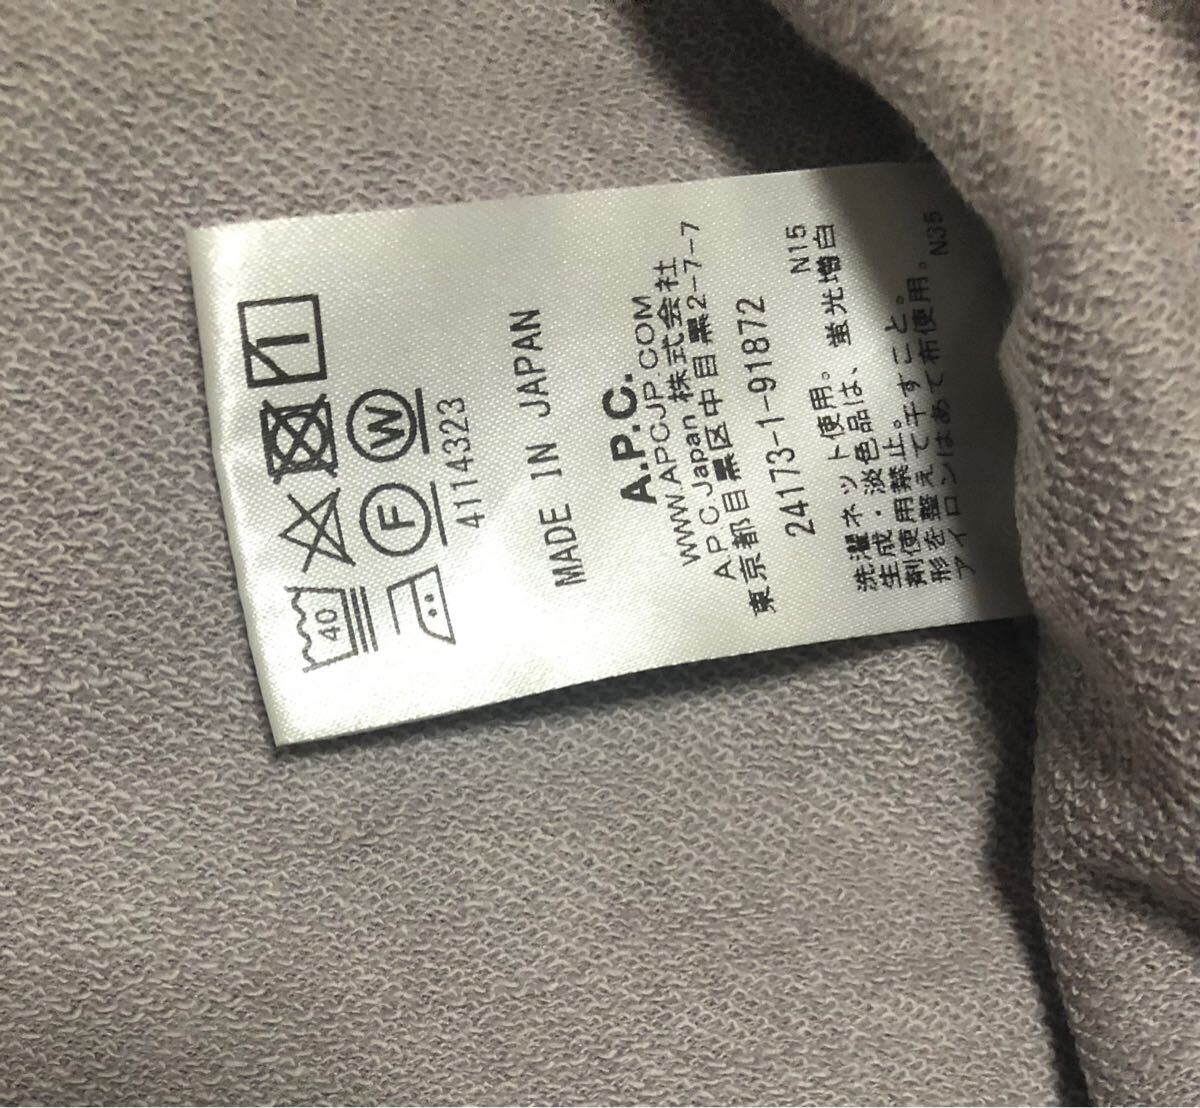 40
F W
4114323
MADE IN JAPAN
A.P.C.
WWW.APCJP.COM
A.P.C.Japan 株式会社
東京都目黒区中目黒2-7-7
24173-1-91872
N15
洗濯ネット使用。
生成・淡色品は、蛍光増白
剤使用禁止。
形を整えて干すこと。
アイロンはあて布使用。
N35